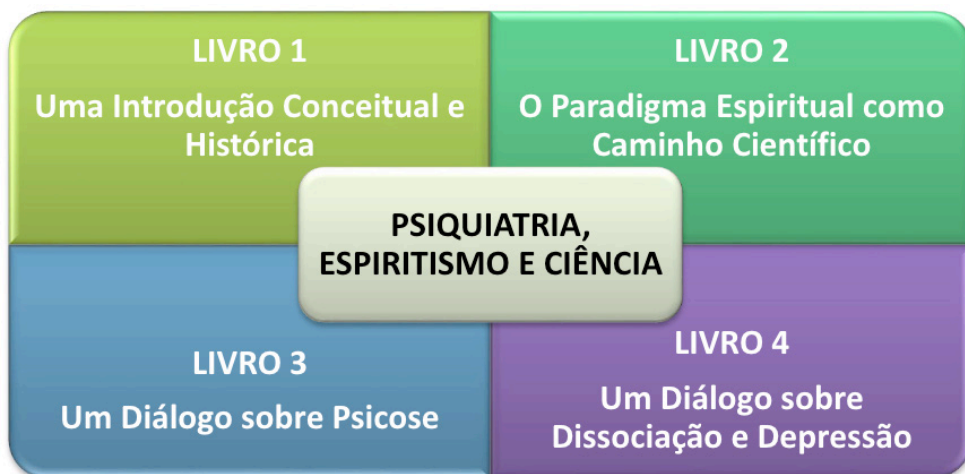 LIVRO 1
Uma Introdução Conceitual e
Histórica
LIVRO 2
O Paradigma Espiritual como
Caminho Científico
PSIQUIATRIA,
ESPIRITISMO E CIÊNCIA
LIVRO 3
Um Diálogo sobre Psicose
LIVRO 4
Um Diálogo sobre
Dissociação e Depressão